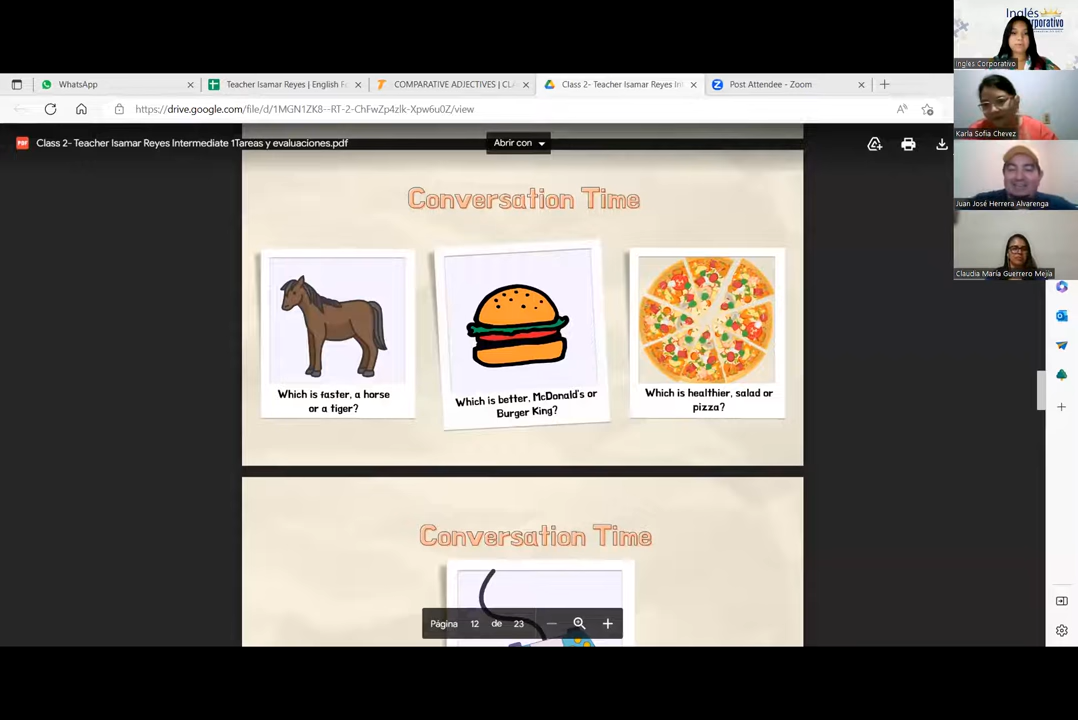 WhatsApp
Teacher Isamar Reyes | English Fo
COMPARATIVE ADJECTIVES | CLA
Class 2- Teacher Isamar Reyes Int
Post Attendee - Zoom
https://drive.google.com/file/d/1MGN1ZK8--RT-2-ChFwZp4zlk-Xpw6u0Z/view
PDF
Class 2- Teacher Isamar Reyes Intermediate 1Tareas y evaluaciones.pdf
Abrir con
Conversation Time
Which is faster, a horse
or a tiger?
Which is better, McDonald's or
Burger King?
Which is healthier, salad or
pizza?
Conversation Time
Página 12 de 23
Inglés
Corporativo
Ingles Corporativo
Karla Sofia Chevez
Juan José Herrera Alvarenga
Claudia María Guerrero Mejía